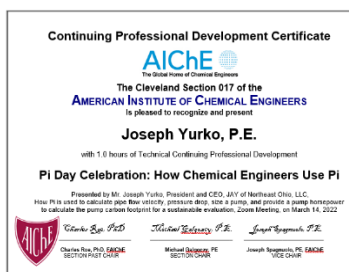 Continuing Professional Development Certificate
AIChE
The Global Home of Chemical Engineers
The Cleveland Section 017 of the
AMERICAN INSTITUTE OF CHEMICAL ENGINEERS
Is pleased to recognize and present
Joseph Yurko, P.E.
with 1.0 hours of Technical Continuing Professional Development
Pi Day Celebration: How Chemical Engineers Use Pi
Presented by Mr. Joseph Yurko, President and CEO, JAY of Northeast Ohio, LLC,
How Pi is used to calculate pipe flow velocity, pressure drop, size a pump, and provide a pump horsepower
to calculate the pump carbon footprint for a sustainable evaluation, Zoom Meeting, on March 14, 2022
AIChE
Charles Roe, PhD Michael Galgoczy, P.E. Joseph Spagnuolo, P.E.
Charles Roe, PhD, EAIChE Michael Galgoczy, PE Joseph Spagnuolo, PE, EAIChE
SECTION PAST CHAIR SECTION CHAIR VICE CHAIR